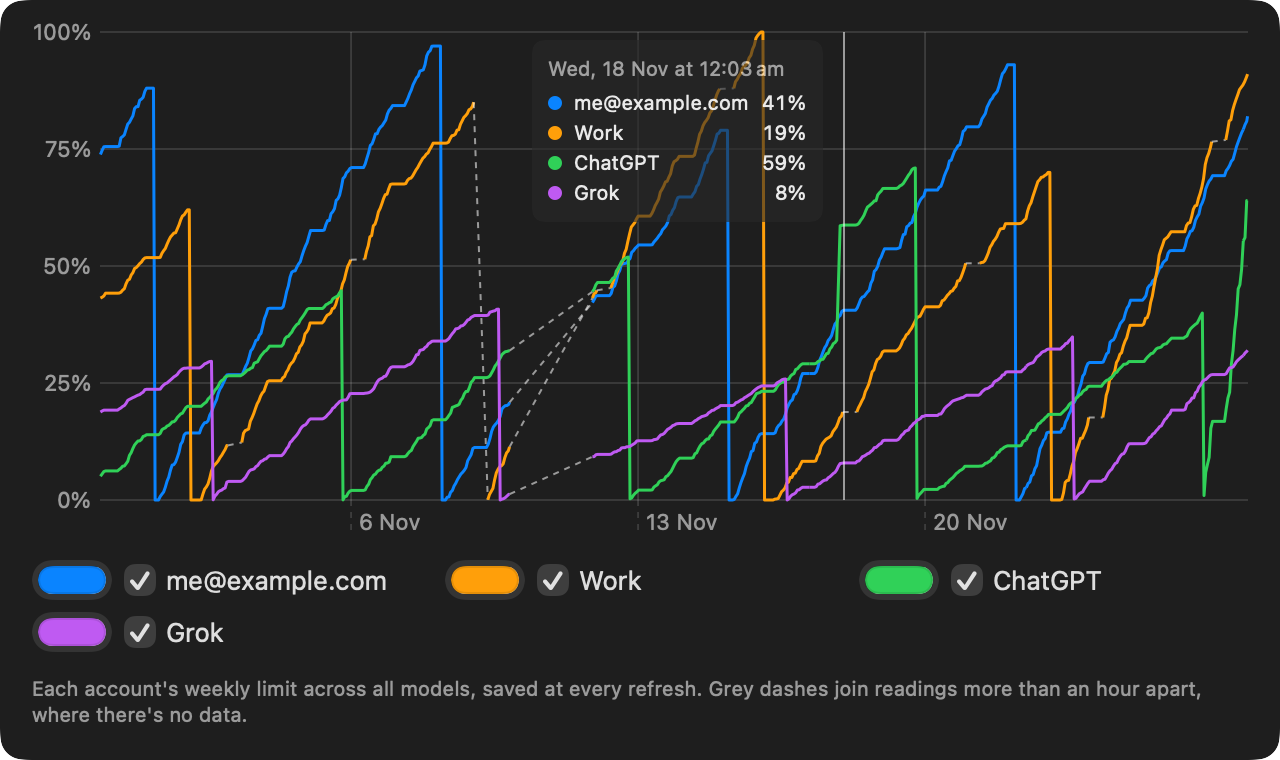 100%
75%
50%
25%
0%
Wed, 18 Nov at 12:03 am
me@example.com 41%
Work 19%
ChatGPT 59%
Grok 8%
6 Nov
13 Nov
20 Nov
me@example.com
Work
ChatGPT
Grok
Each account's weekly limit across all models, saved at every refresh. Grey dashes join readings more than an hour apart,
where there's no data.